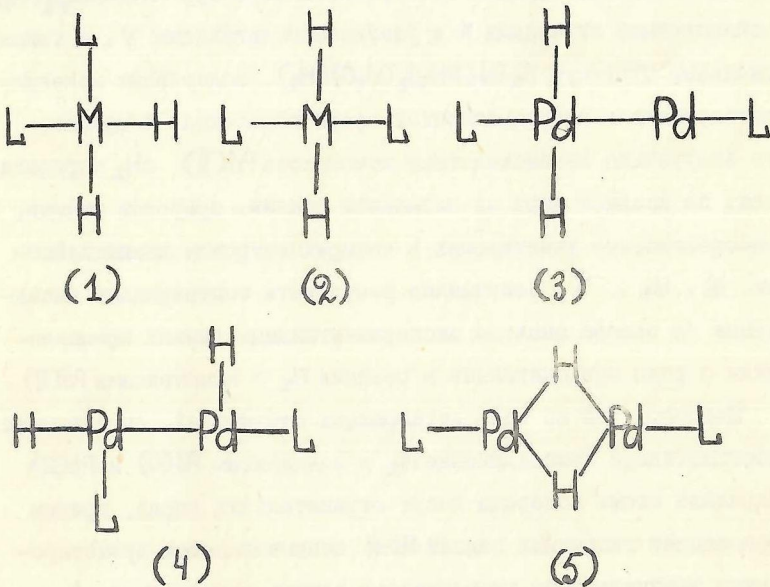 L H H
L—M—H L—M—L L—Pd—Pd—L
H H H
(1) (2) (3)
H H
H—Pd—Pd—L L—Pd Pd—L
L H
(4) (5)